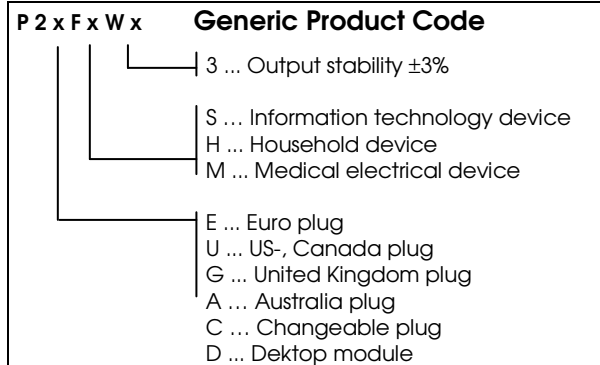 P 2 x F x W x Generic Product Code
3 ... Output stability ±3%
S ... Information technology device
H ... Household device
M ... Medical electrical device
E ... Euro plug
U ... US-, Canada plug
G ... United Kingdom plug
A ... Australia plug
C ... Changeable plug
D ... Dektop module